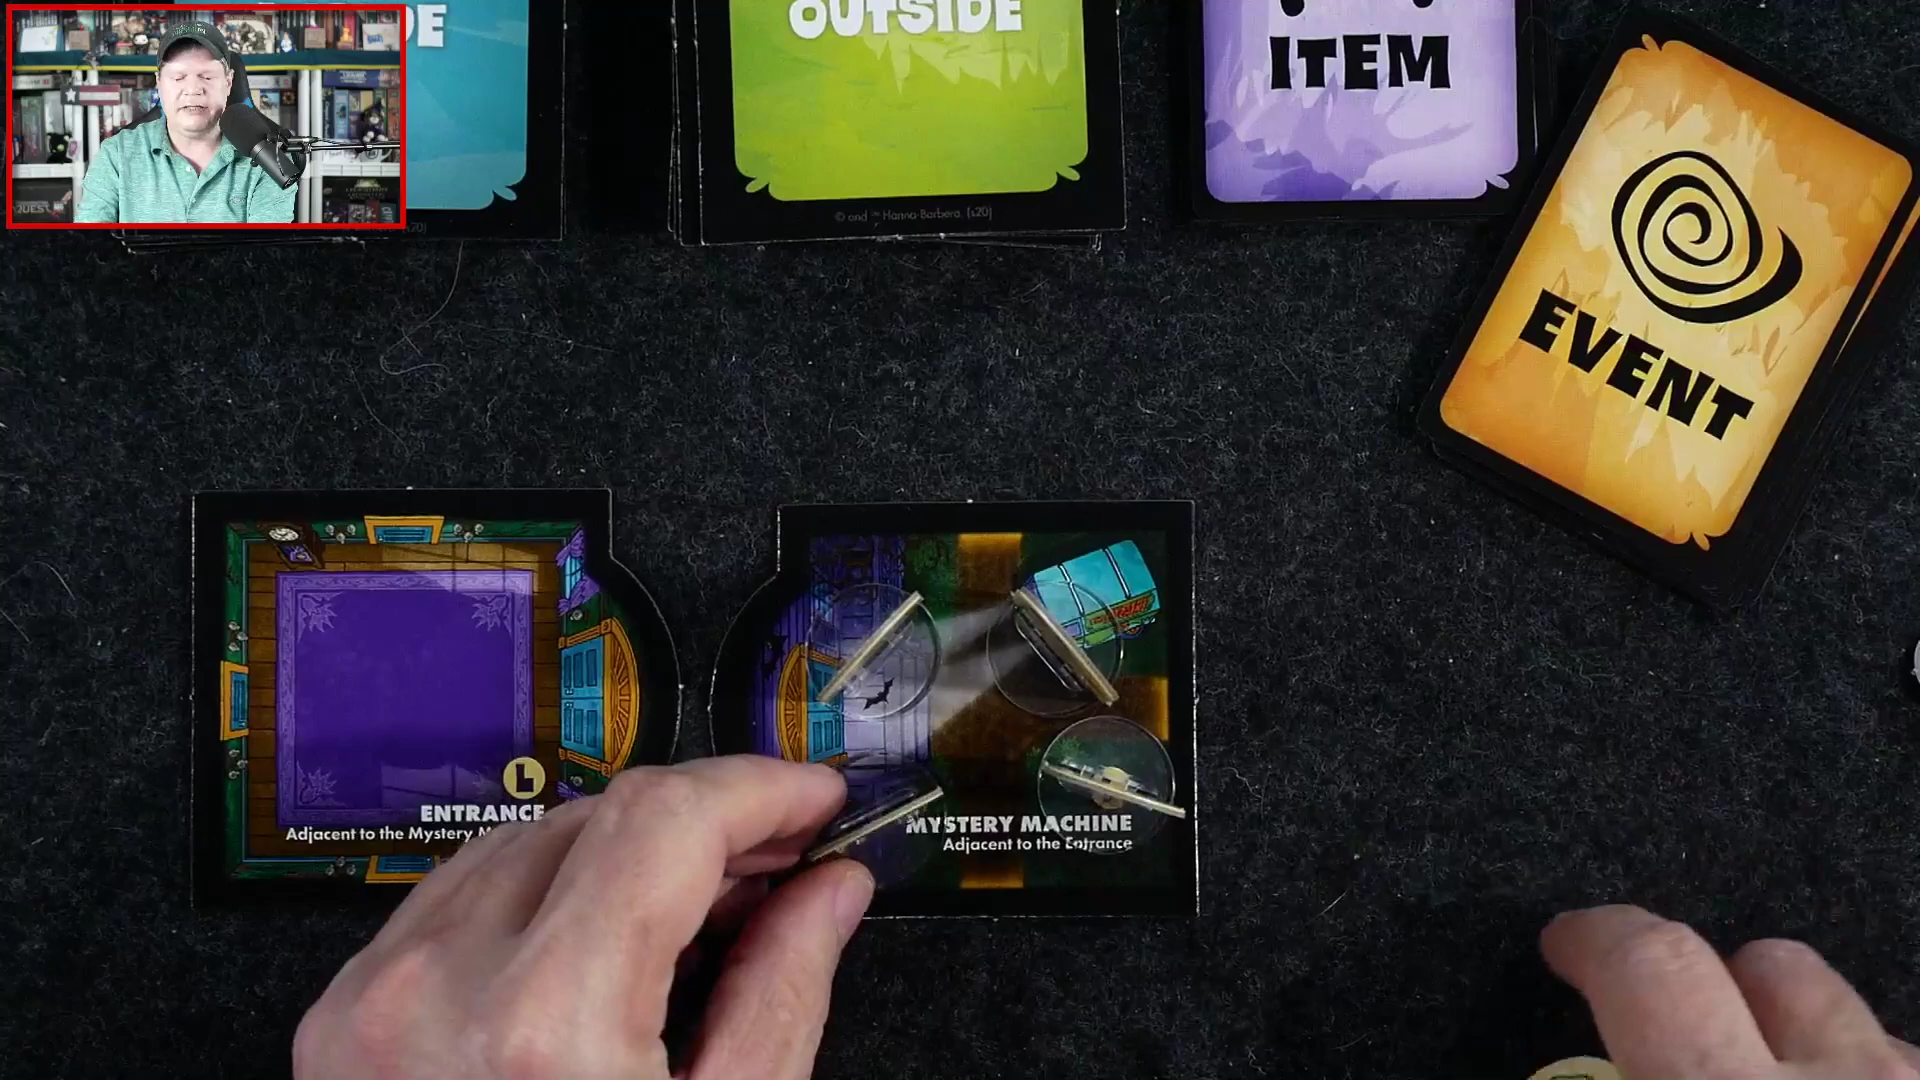 OUTSIDE
ITEM
© and ™ Hanna-Barbera. (s20)
EVENT
L
ENTRANCE
Adjacent to the Mystery
MYSTERY MACHINE
Adjacent to the Entrance